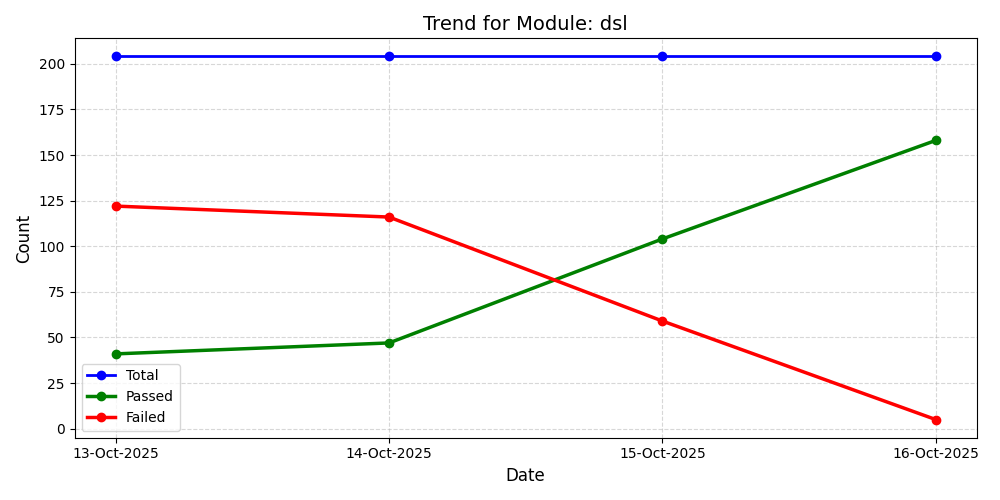 Trend for Module: dsl
Count
200
175
150
125
100
75
50
25
0
Total
Passed
Failed
13-Oct-2025 14-Oct-2025 15-Oct-2025 16-Oct-2025
Date